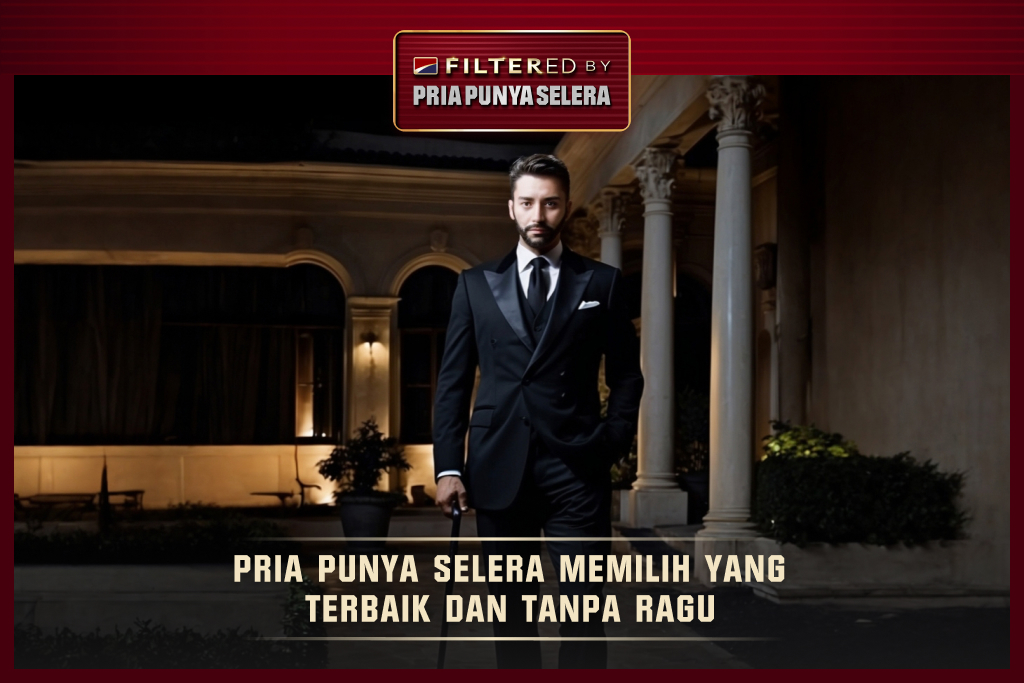 FILTERED BY
PRIA PUNYA SELERA
PRIA PUNYA SELERA MEMILIH YANG
TERBAIK DAN TANPA RAGU